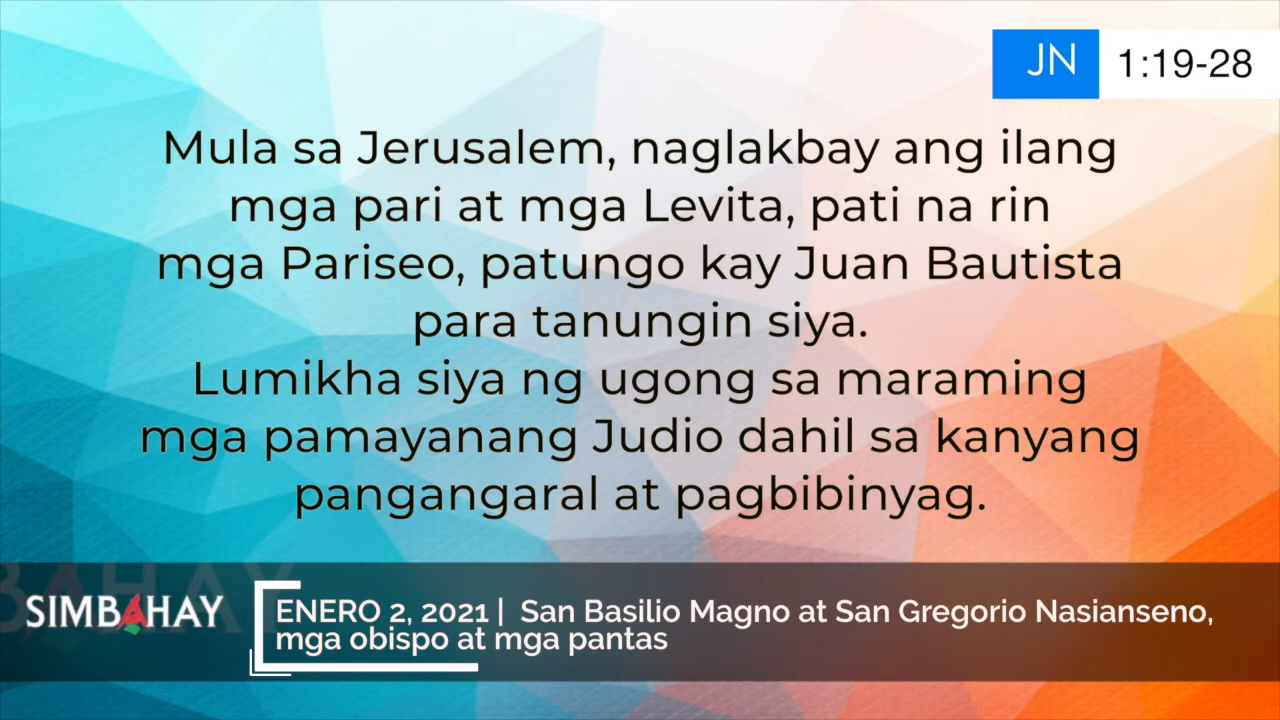 JN 1:19-28
Mula sa Jerusalem, naglakbay ang ilang
mga pari at mga Levita, pati na rin
mga Pariseo, patungo kay Juan Bautista
para tanungin siya.
Lumikha siya ng ugong sa maraming
mga pamayanang Judio dahil sa kanyang
pangangaral at pagbibinyag.
SIMBAHAY
ENERO 2, 2021 | San Basilio Magno at San Gregorio Nasianseno,
mga obispo at mga pantas